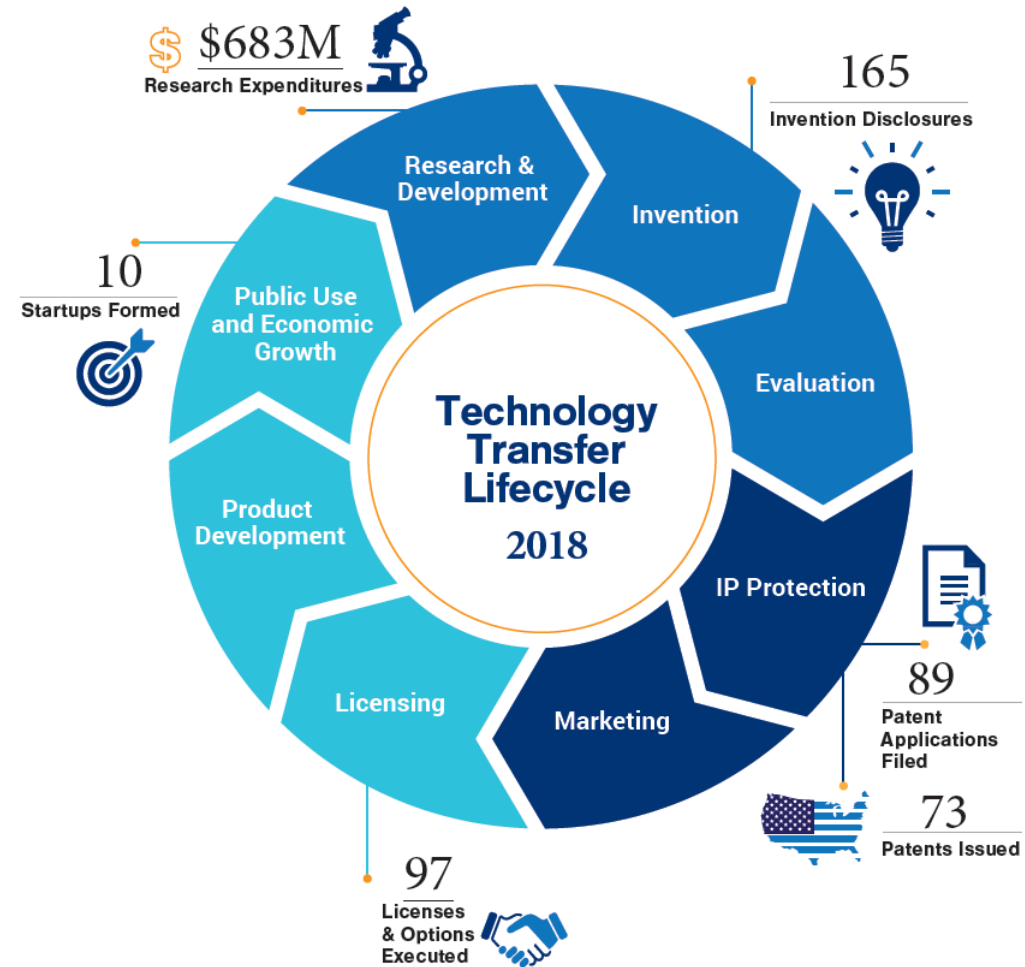 $ $683M
Research Expenditures
165
Invention Disclosures
Research &
Development
Invention
10
Startups Formed
Public Use
and Economic
Growth
Evaluation
Technology
Transfer
Lifecycle
2018
Product
Development
IP Protection
89
Patent
Applications
Filed
Licensing
Marketing
73
Patents Issued
97
Licenses
& Options
Executed